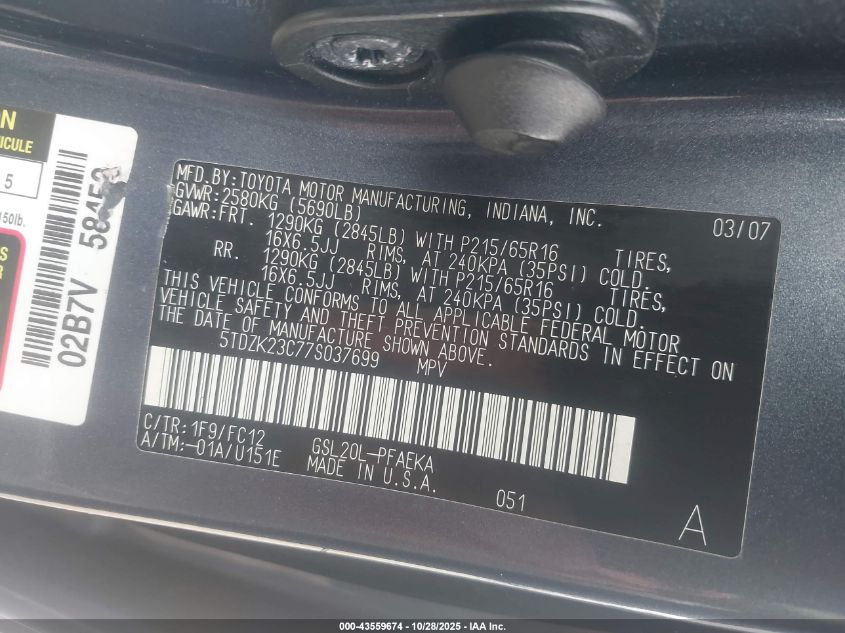 MFD.BY:TOYOTA MOTOR MANUFACTURING, INDIANA, INC. 03/07
GVWR:2580KG (5690LB)
GAWR:FRT. 1290KG (2845LB) WITH P215/65R16 TIRES,
16X6.5JJ RIMS, AT 240KPA (35PSI) COLD.
RR. 1290KG (2845LB) WITH P215/65R16 TIRES,
16X6.5JJ RIMS, AT 240KPA (35PSI) COLD.
THIS VEHICLE CONFORMS TO ALL APPLICABLE FEDERAL MOTOR
VEHICLE SAFETY AND THEFT PREVENTION STANDARDS IN EFFECT ON
THE DATE OF MANUFACTURE SHOWN ABOVE.
5TDZK23C77S037699 MPV
C/TR:1F9/FC12 GSL20L-PFAEKA
A/TM:-01A/U151E MADE IN U.S.A.
051
A
ICULE
5
150lb.
02B7V
000-43559674 | 10/28/2025 - IAA Inc.